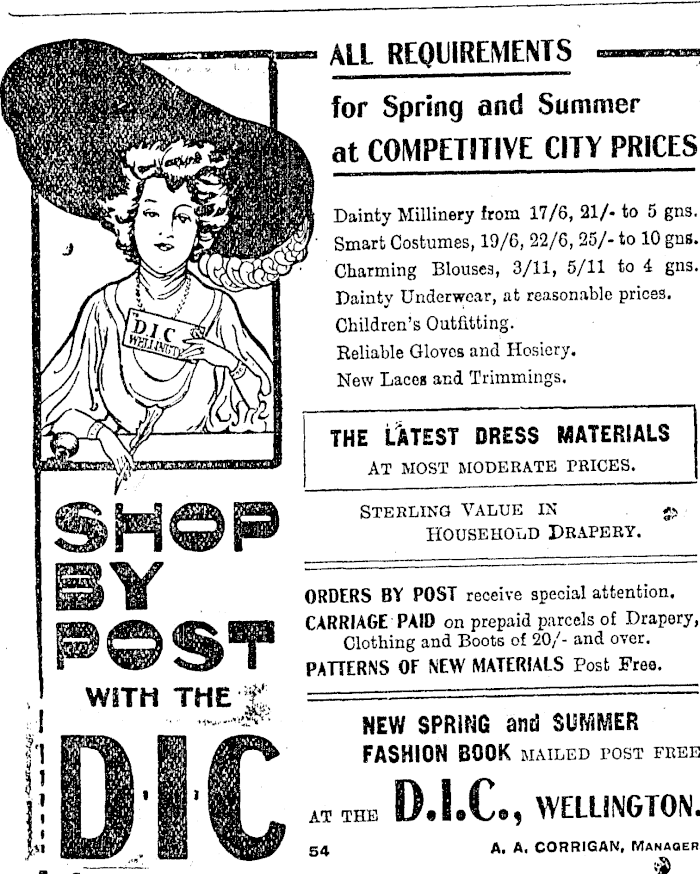 D.I.C
WELLINGTON
SHOP
BY
POST
WITH THE
D.I.C
ALL REQUIREMENTS
for Spring and Summer
at COMPETITIVE CITY PRICES
Dainty Millinery from 17/6, 21/- to 5 gns.
Smart Costumes, 19/6, 22/6, 25/- to 10 gns.
Charming Blouses, 3/11, 5/11 to 4 gns.
Dainty Underwear, at reasonable prices.
Children's Outfitting.
Reliable Gloves and Hosiery.
New Laces and Trimmings.
THE LATEST DRESS MATERIALS
AT MOST MODERATE PRICES.
STERLING VALUE IN
HOUSEHOLD DRAPERY.
ORDERS BY POST receive special attention.
CARRIAGE PAID on prepaid parcels of Drapery,
Clothing and Boots of 20/- and over.
PATTERNS OF NEW MATERIALS Post Free.
NEW SPRING and SUMMER
FASHION BOOK MAILED POST FREE
AT THE D.I.C., WELLINGTON.
54 A. A. CORRIGAN, MANAGER